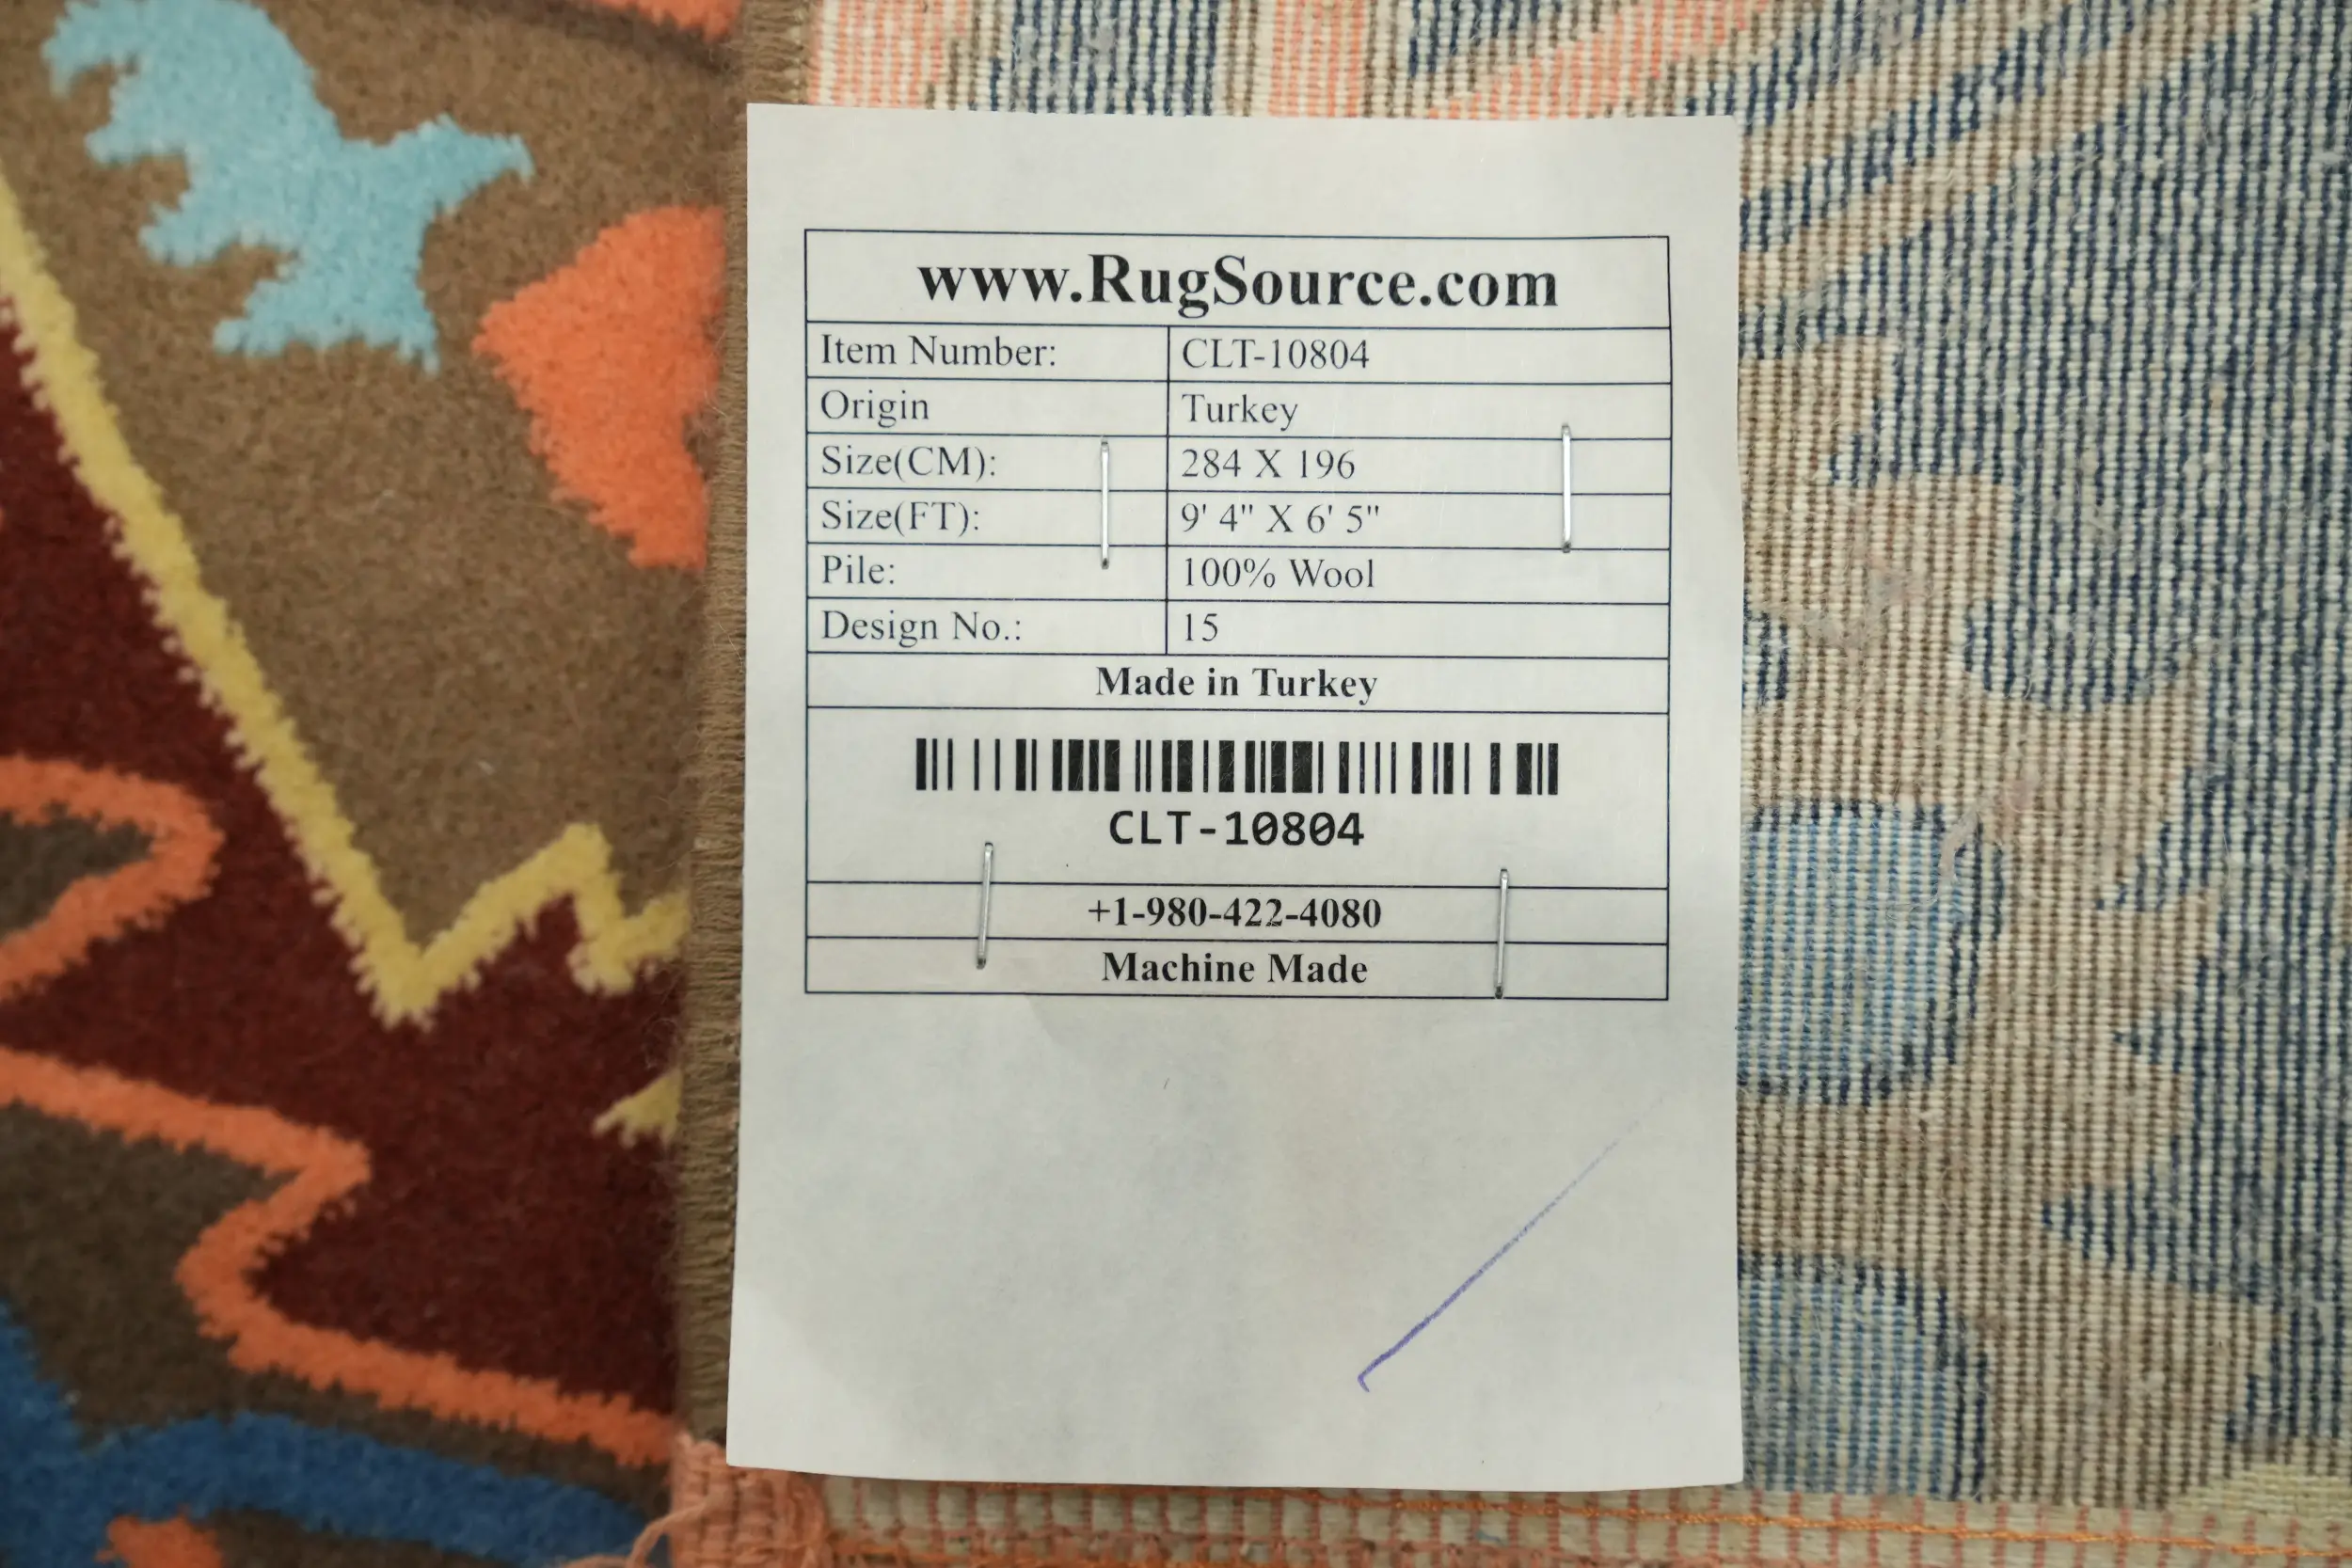 www.RugSource.com
Item Number: CLT-10804
Origin Turkey
Size(CM): 284 X 196
Size(FT): 9' 4" X 6' 5"
Pile: 100% Wool
Design No.: 15
Made in Turkey
CLT-10804
+1-980-422-4080
Machine Made